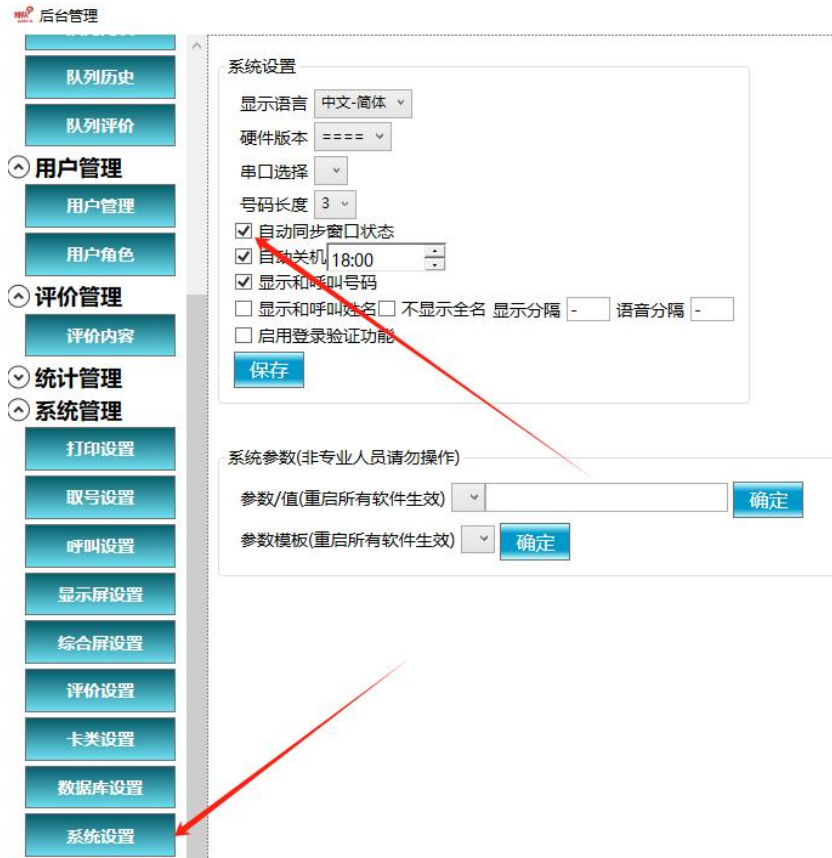 后台管理
队列历史
队列评价
用户管理
用户管理
用户角色
评价管理
评价内容
统计管理
系统管理
打印设置
取号设置
呼叫设置
显示屏设置
综合屏设置
评价设置
卡类设置
数据库设置
系统设置
系统设置
显示语言 中文-简体
硬件版本 ====
串口选择
号码长度 3
自动同步窗口状态
自动关机 18:00
显示和呼叫号码
显示和呼叫姓名 不显示全名 显示分隔 - 语音分隔 -
启用登录验证功能
保存
系统参数(非专业人员请勿操作)
参数/值(重启所有软件生效) 确定
参数模板(重启所有软件生效) 确定